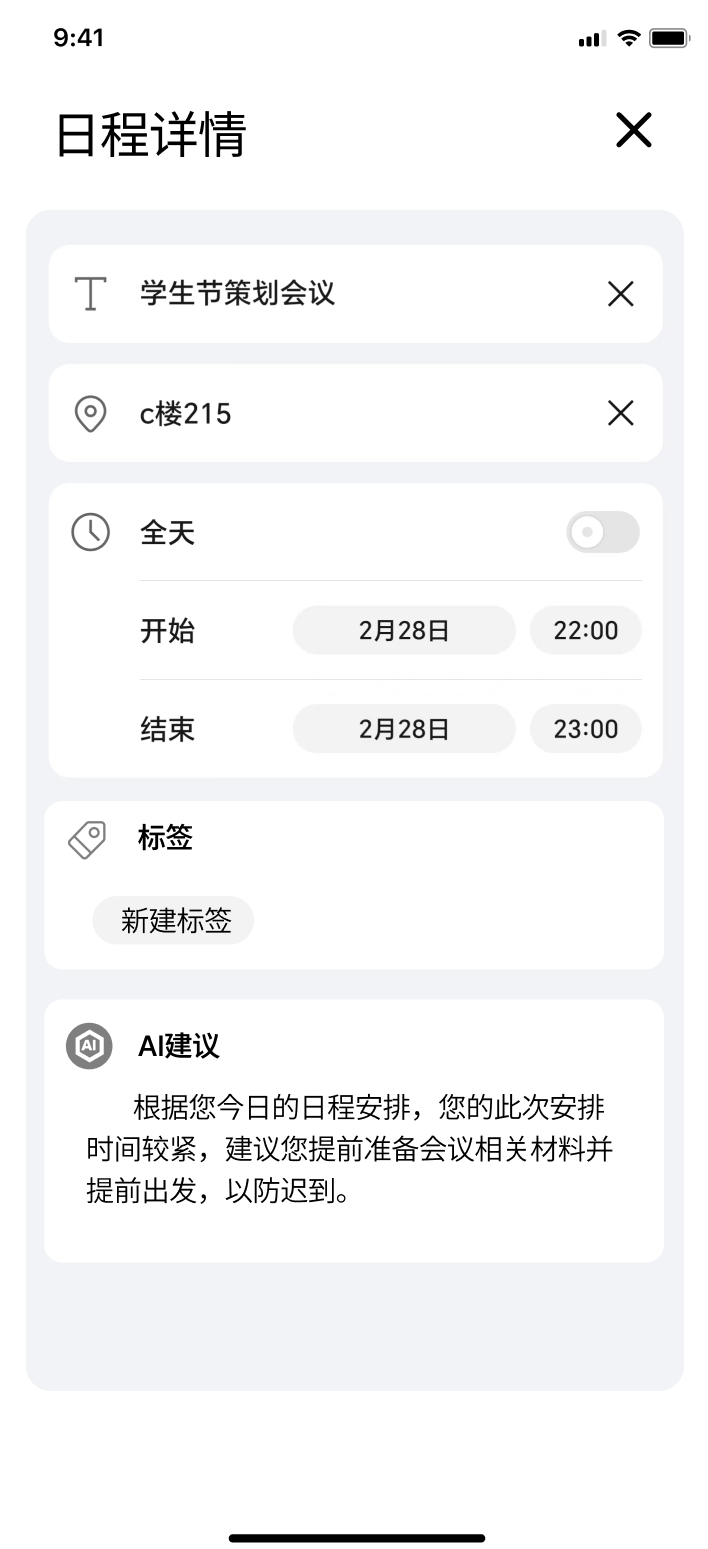 9:41
日程详情
学生节策划会议
c楼215
全天
开始 2月28日 22:00
结束 2月28日 23:00
标签
新建标签
AI AI建议
根据您今日的日程安排，您的此次安排
时间较紧，建议您提前准备会议相关材料并
提前出发，以防迟到。